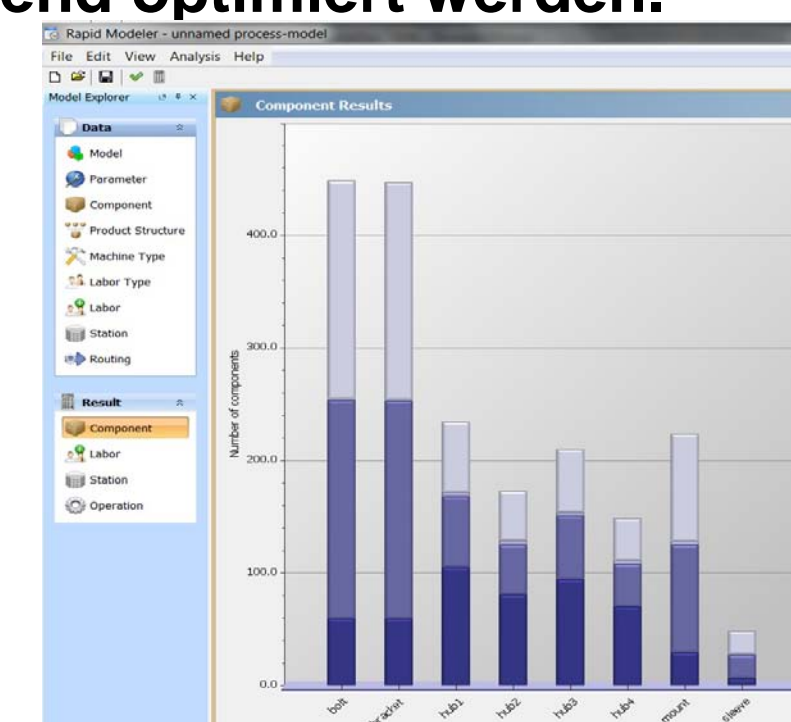 end optimiert werden.
Rapid Modeler - unnamed process-model
File Edit View Analysis Help
Model Explorer
Component Results
Data
Model
Parameter
Component
Product Structure
Machine Type
Labor Type
Labor
Station
Routing
Result
Component
Labor
Station
Operation
Number of components
400.0
300.0
200.0
100.0
0.0
bolt
bracket
hub1
hub2
hub3
hub4
mount
sleeve